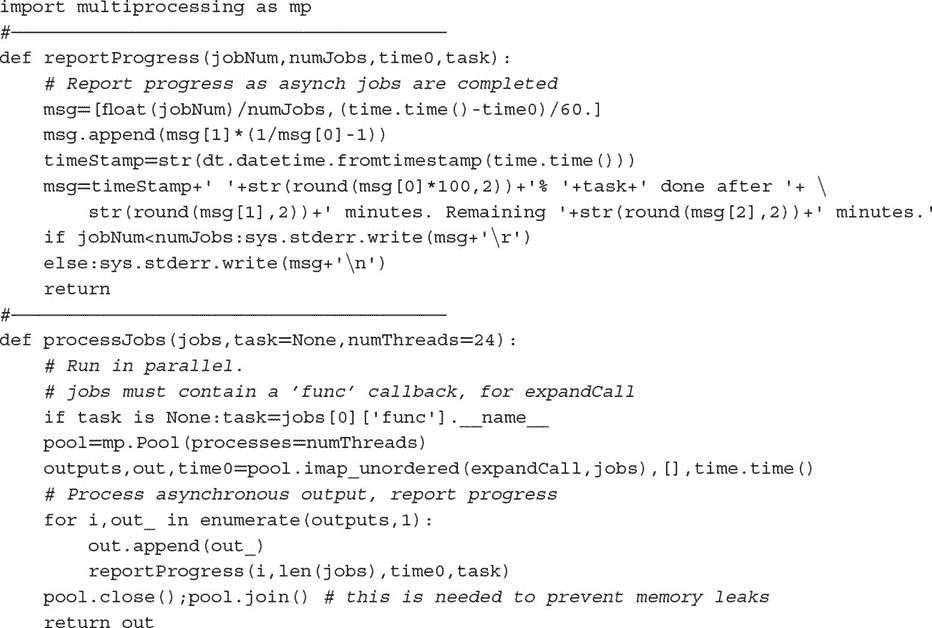 import multiprocessing as mp
#————————————————————————————
def reportProgress(jobNum,numJobs,time0,task):
    # Report progress as asynch jobs are completed
    msg=[float(jobNum)/numJobs,(time.time()-time0)/60.]
    msg.append(msg[1]*(1/msg[0]-1))
    timeStamp=str(dt.datetime.fromtimestamp(time.time()))
    msg=timeStamp+' '+str(round(msg[0]*100,2))+'% '+task+' done after '+ \
        str(round(msg[1],2))+' minutes. Remaining '+str(round(msg[2],2))+' minutes.'
    if jobNum<numJobs:sys.stderr.write(msg+'\r')
    else:sys.stderr.write(msg+'\n')
    return
#————————————————————————————
def processJobs(jobs,task=None,numThreads=24):
    # Run in parallel.
    # jobs must contain a ’func’ callback, for expandCall
    if task is None:task=jobs[0]['func'].__name__
    pool=mp.Pool(processes=numThreads)
    outputs,out,time0=pool.imap_unordered(expandCall,jobs),[],time.time()
    # Process asynchronous output, report progress
    for i,out_ in enumerate(outputs,1):
        out.append(out_)
        reportProgress(i,len(jobs),time0,task)
    pool.close();pool.join() # this is needed to prevent memory leaks
    return out